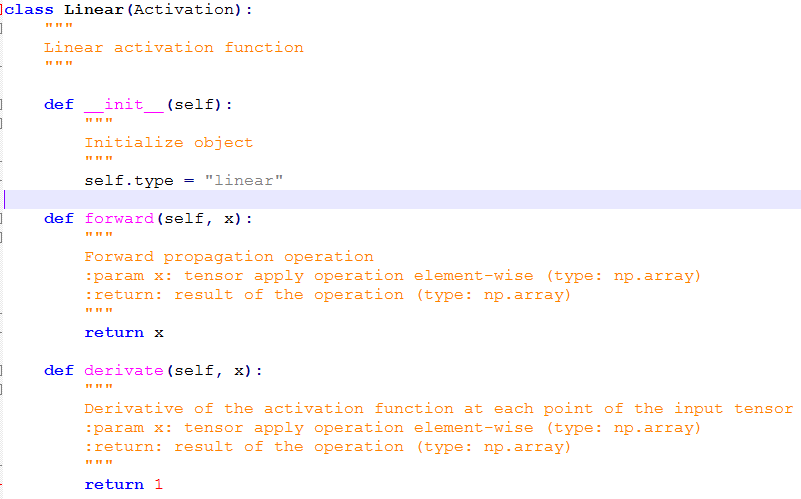 class Linear(Activation):
    """
    Linear activation function
    """
    def __init__(self):
        """
        Initialize object
        """
        self.type = "linear"
    def forward(self, x):
        """
        Forward propagation operation
        :param x: tensor apply operation element-wise (type: np.array)
        :return: result of the operation (type: np.array)
        """
        return x
    def derivate(self, x):
        """
        Derivative of the activation function at each point of the input tensor
        :param x: tensor apply operation element-wise (type: np.array)
        :return: result of the operation (type: np.array)
        """
        return 1